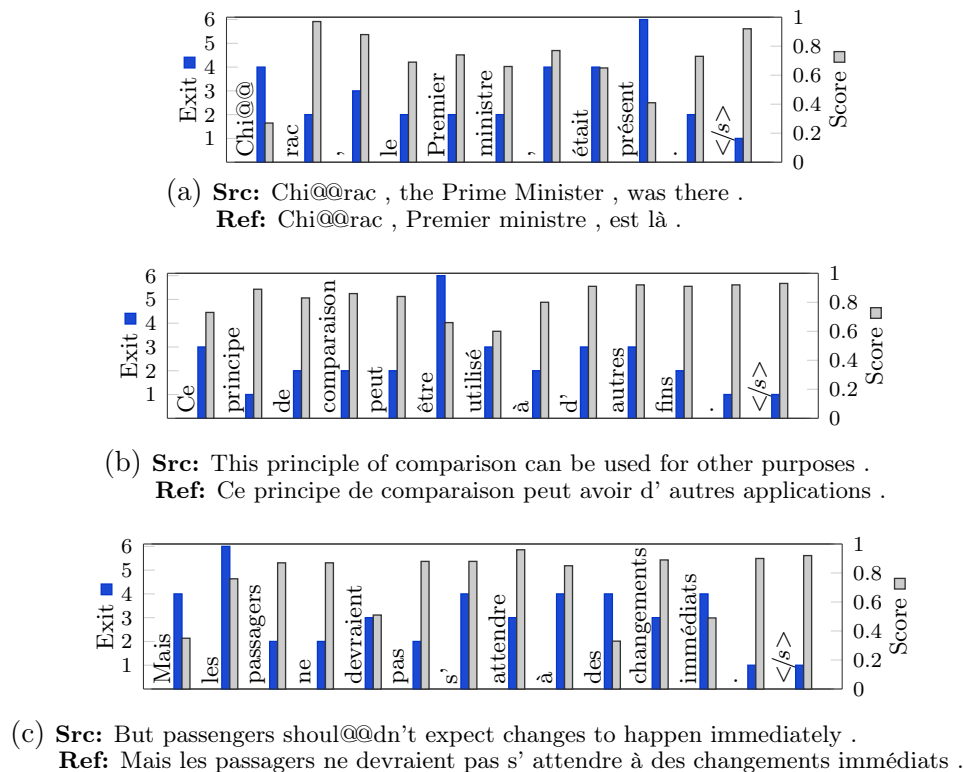 6 5 4 3 2 1
Exit
Chi@@ rac , le Premier ministre , était présent . </s>
1 0.8 0.6 0.4 0.2 0
Score
(a) Src: Chi@@rac , the Prime Minister , was there .
Ref: Chi@@rac , Premier ministre , est là .
6 5 4 3 2 1
Exit
Ce principe de comparaison peut être utilisé à d' autres fins . </s>
1 0.8 0.6 0.4 0.2 0
Score
(b) Src: This principle of comparison can be used for other purposes .
Ref: Ce principe de comparaison peut avoir d' autres applications .
6 5 4 3 2 1
Exit
Mais les passagers ne devraient pas s' attendre à des changements immédiats . </s>
1 0.8 0.6 0.4 0.2 0
Score
(c) Src: But passengers shoul@@dn't expect changes to happen immediately .
Ref: Mais les passagers ne devraient pas s' attendre à des changements immédiats .